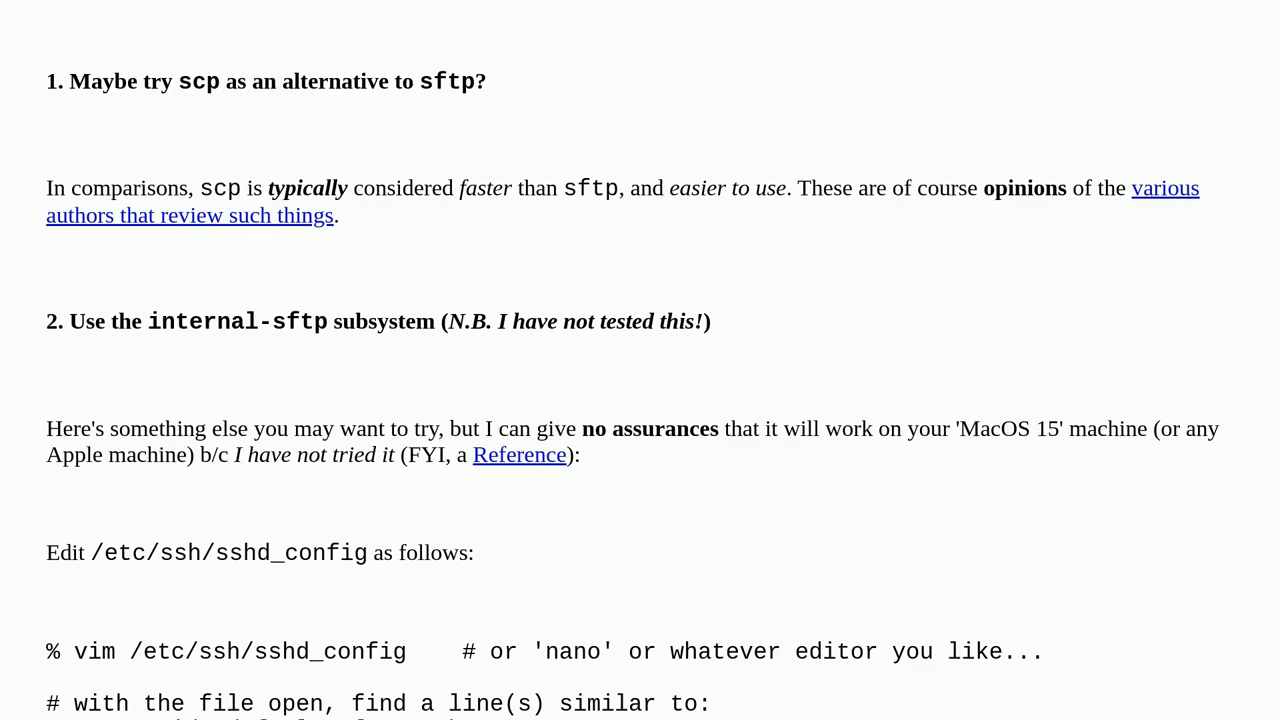 1. Maybe try scp as an alternative to sftp?
In comparisons, scp is typically considered faster than sftp, and easier to use. These are of course opinions of the various
authors that review such things.
2. Use the internal-sftp subsystem (N.B. I have not tested this!)
Here's something else you may want to try, but I can give no assurances that it will work on your 'MacOS 15' machine (or any
Apple machine) b/c I have not tried it (FYI, a Reference):
Edit /etc/ssh/sshd_config as follows:
% vim /etc/ssh/sshd_config    # or 'nano' or whatever editor you like...
# with the file open, find a line(s) similar to: